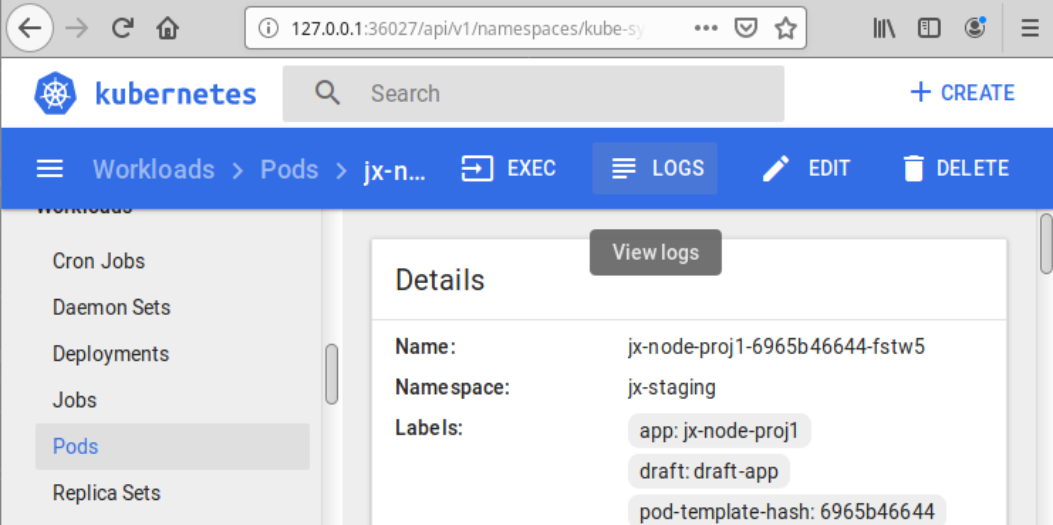 127.0.0.1:36027/api/v1/namespaces/kube-sy
kubernetes
Search
+ CREATE
Workloads > Pods > jx-n... EXEC LOGS EDIT DELETE
View logs
Workloads
Cron Jobs
Daemon Sets
Deployments
Jobs
Pods
Replica Sets
Details
Name: jx-node-proj1-6965b46644-fstw5
Namespace: jx-staging
Labels: app: jx-node-proj1
draft: draft-app
pod-template-hash: 6965b46644